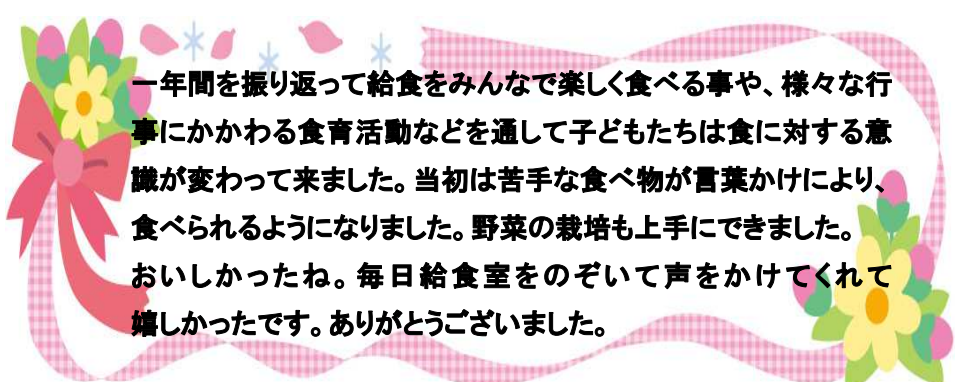 一年間を振り返って給食をみんなで楽しく食べる事や、様々な行
事にかかわる食育活動などを通して子どもたちは食に対する意
識が変わって来ました。当初は苦手な食べ物が言葉かけにより、
食べられるようになりました。野菜の栽培も上手にできました。
おいしかったね。毎日給食室をのぞいて声をかけてくれて
嬉しかったです。ありがとうございました。